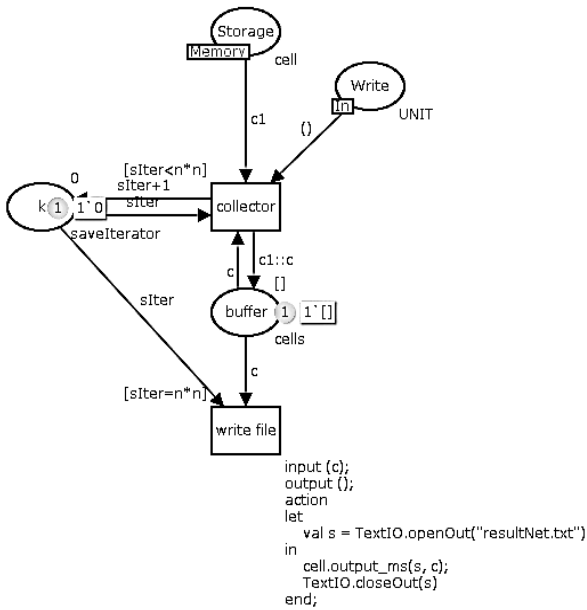 Storage
Memory
cell
Write
In
UNIT
c1
()
[sIter<n*n]
0
sIter+1
k
1
1`0
sIter
collector
saveIterator
c
c1::c
[]
sIter
buffer
1
1`[]
cells
c
[sIter=n*n]
write file
input (c);
output ();
action
let
val s = TextIO.openOut("resultNet.txt")
in
cell.output_ms(s, c);
TextIO.closeOut(s)
end;